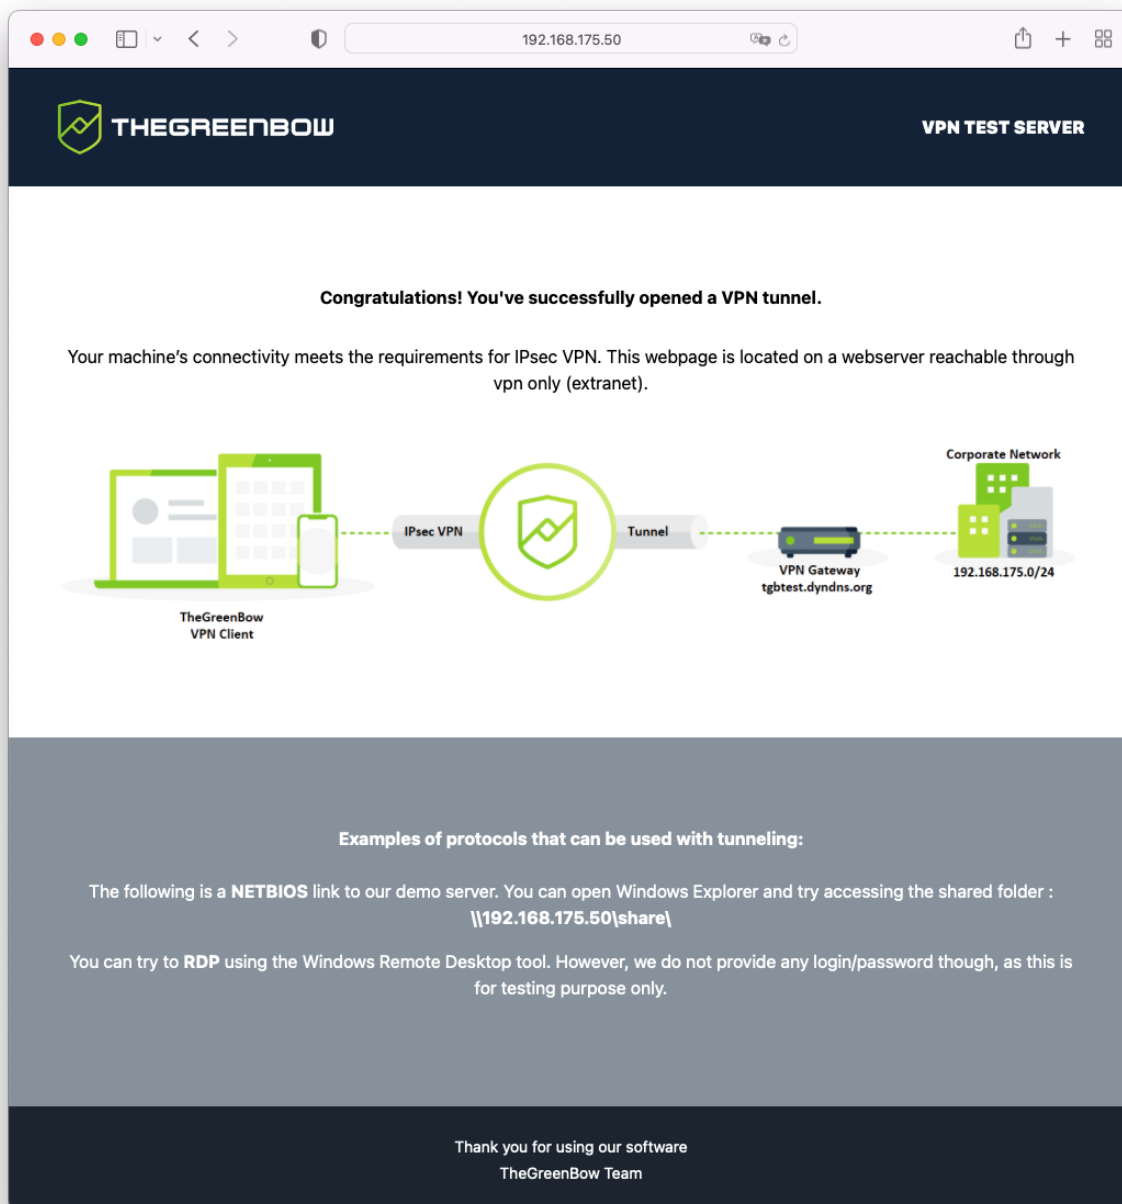 192.168.175.50
THEGREENBOW
VPN TEST SERVER
Congratulations! You've successfully opened a VPN tunnel.
Your machine’s connectivity meets the requirements for IPsec VPN. This webpage is located on a webserver reachable through
vpn only (extranet).
Corporate Network
IPsec VPN
Tunnel
VPN Gateway
tgbtest.dyndns.org
192.168.175.0/24
TheGreenBow
VPN Client
Examples of protocols that can be used with tunneling:
The following is a NETBIOS link to our demo server. You can open Windows Explorer and try accessing the shared folder :
\\192.168.175.50\share\
You can try to RDP using the Windows Remote Desktop tool. However, we do not provide any login/password though, as this is
for testing purpose only.
Thank you for using our software
TheGreenBow Team